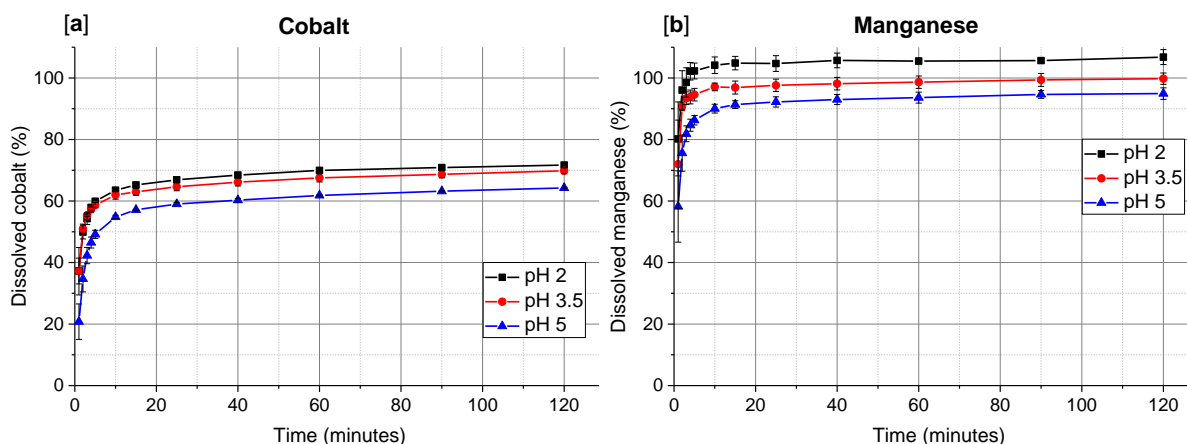 [a]
Cobalt
Dissolved cobalt (%)
100
80
60
40
20
0
0 20 40 60 80 100 120
Time (minutes)
pH 2
pH 3.5
pH 5
[b]
Manganese
Dissolved manganese (%)
100
80
60
40
20
0
0 20 40 60 80 100 120
Time (minutes)
pH 2
pH 3.5
pH 5